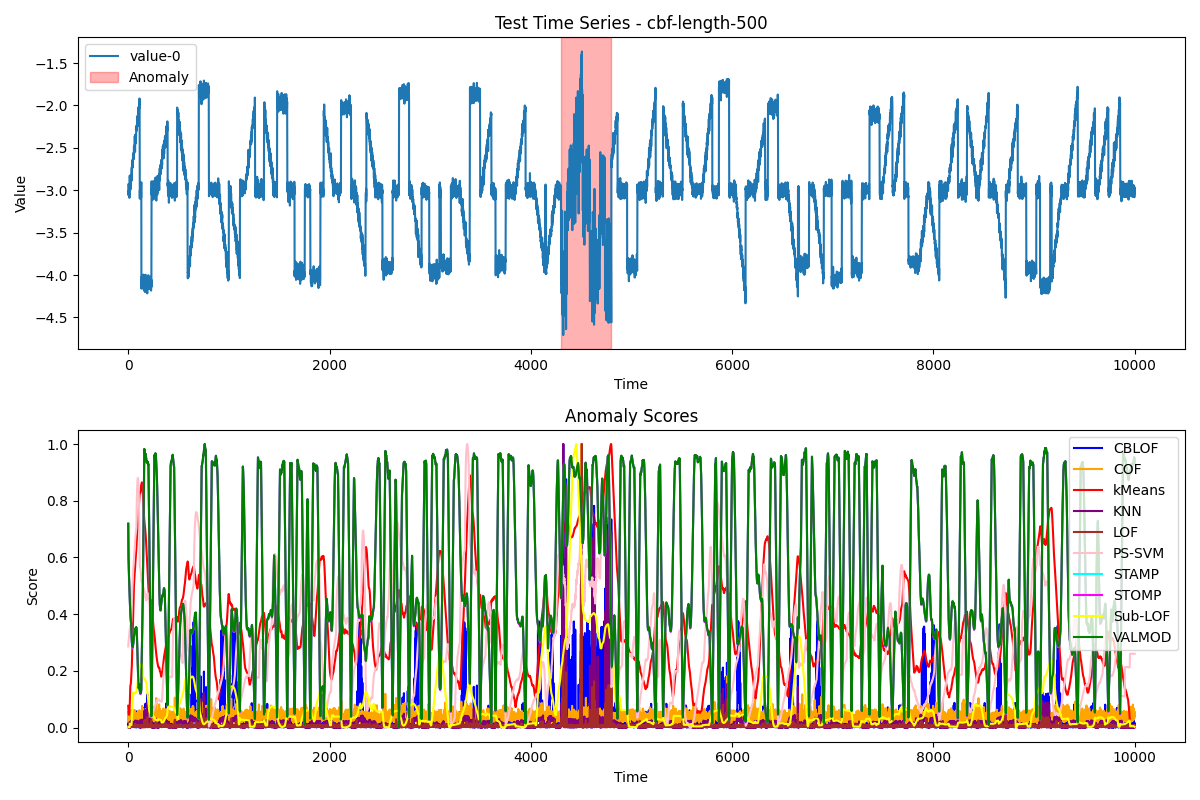 Test Time Series - cbf-length-500
value-0
Anomaly
−1.5
−2.0
−2.5
−3.0
−3.5
−4.0
−4.5
Value
0 2000 4000 6000 8000 10000
Time
Anomaly Scores
1.0
0.8
0.6
0.4
0.2
0.0
Score
CBLOF
COF
kMeans
KNN
LOF
PS-SVM
STAMP
STOMP
Sub-LOF
VALMOD
0 2000 4000 6000 8000 10000
Time